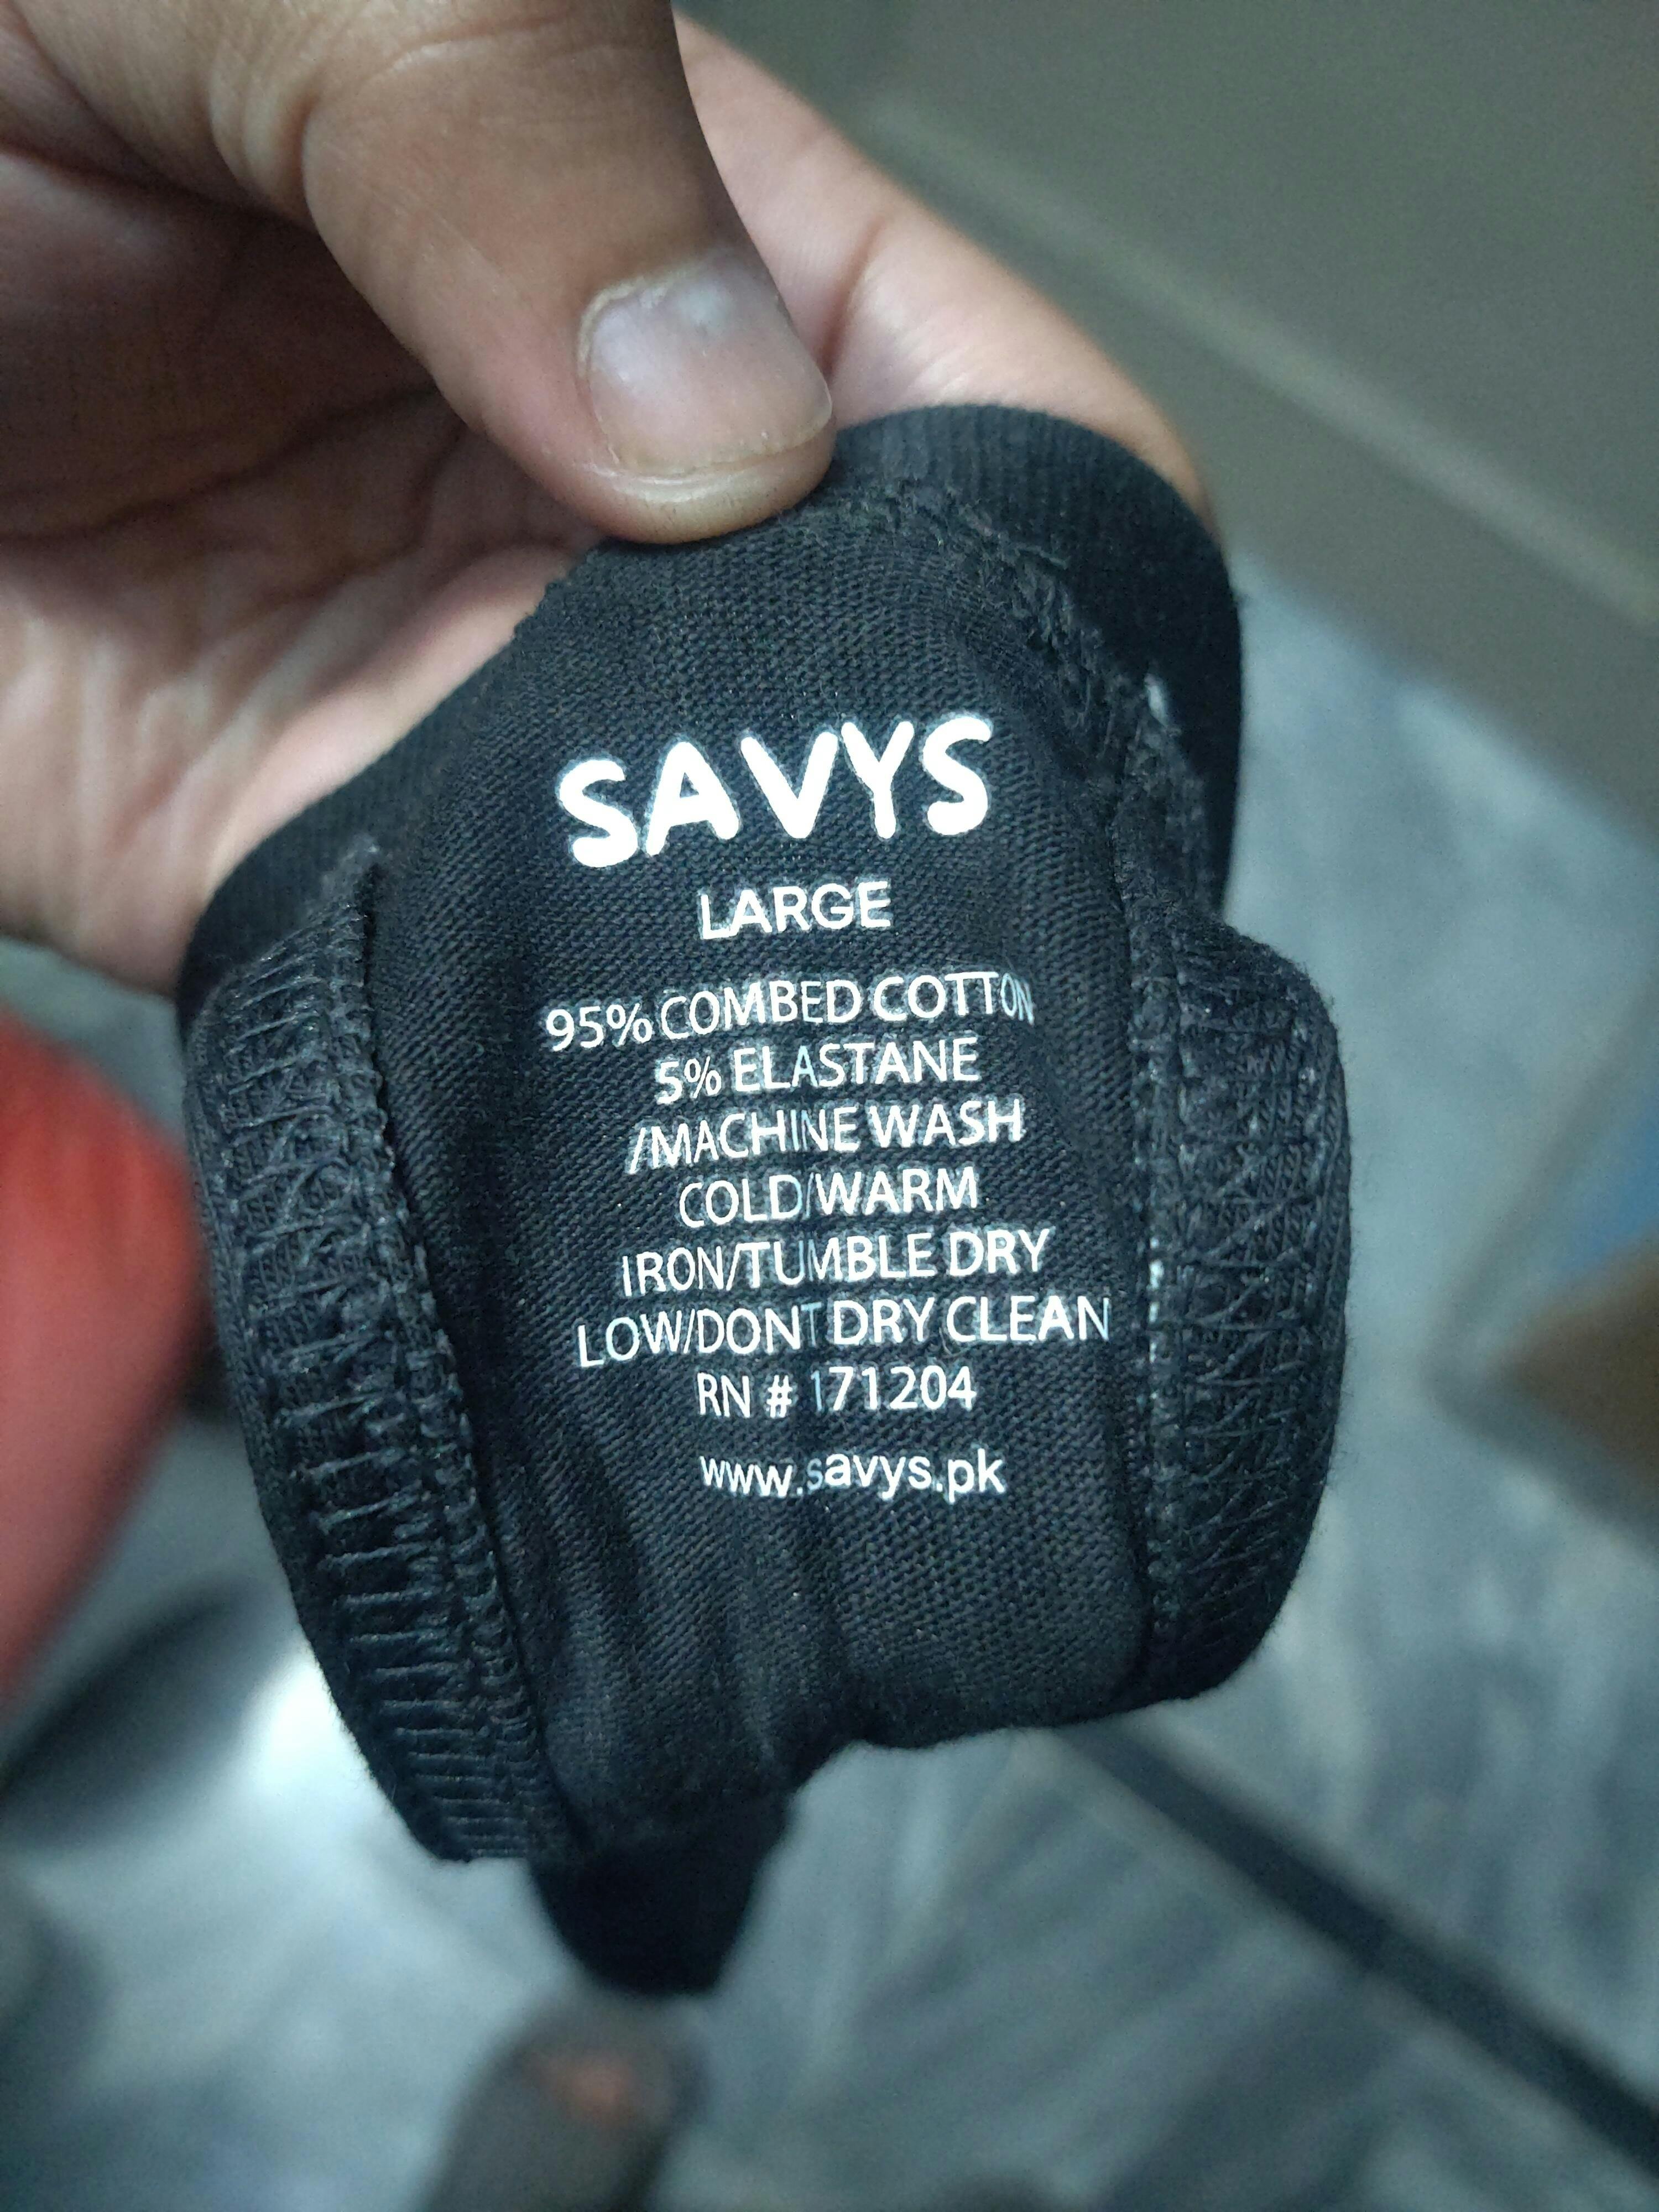 SAVYS
LARGE
95% COMBED COTTON
5% ELASTANE
/MACHINE WASH
COLD/WARM
IRON/TUMBLE DRY
LOW/DONT DRY CLEAN
RN # 171204
www.savys.pk